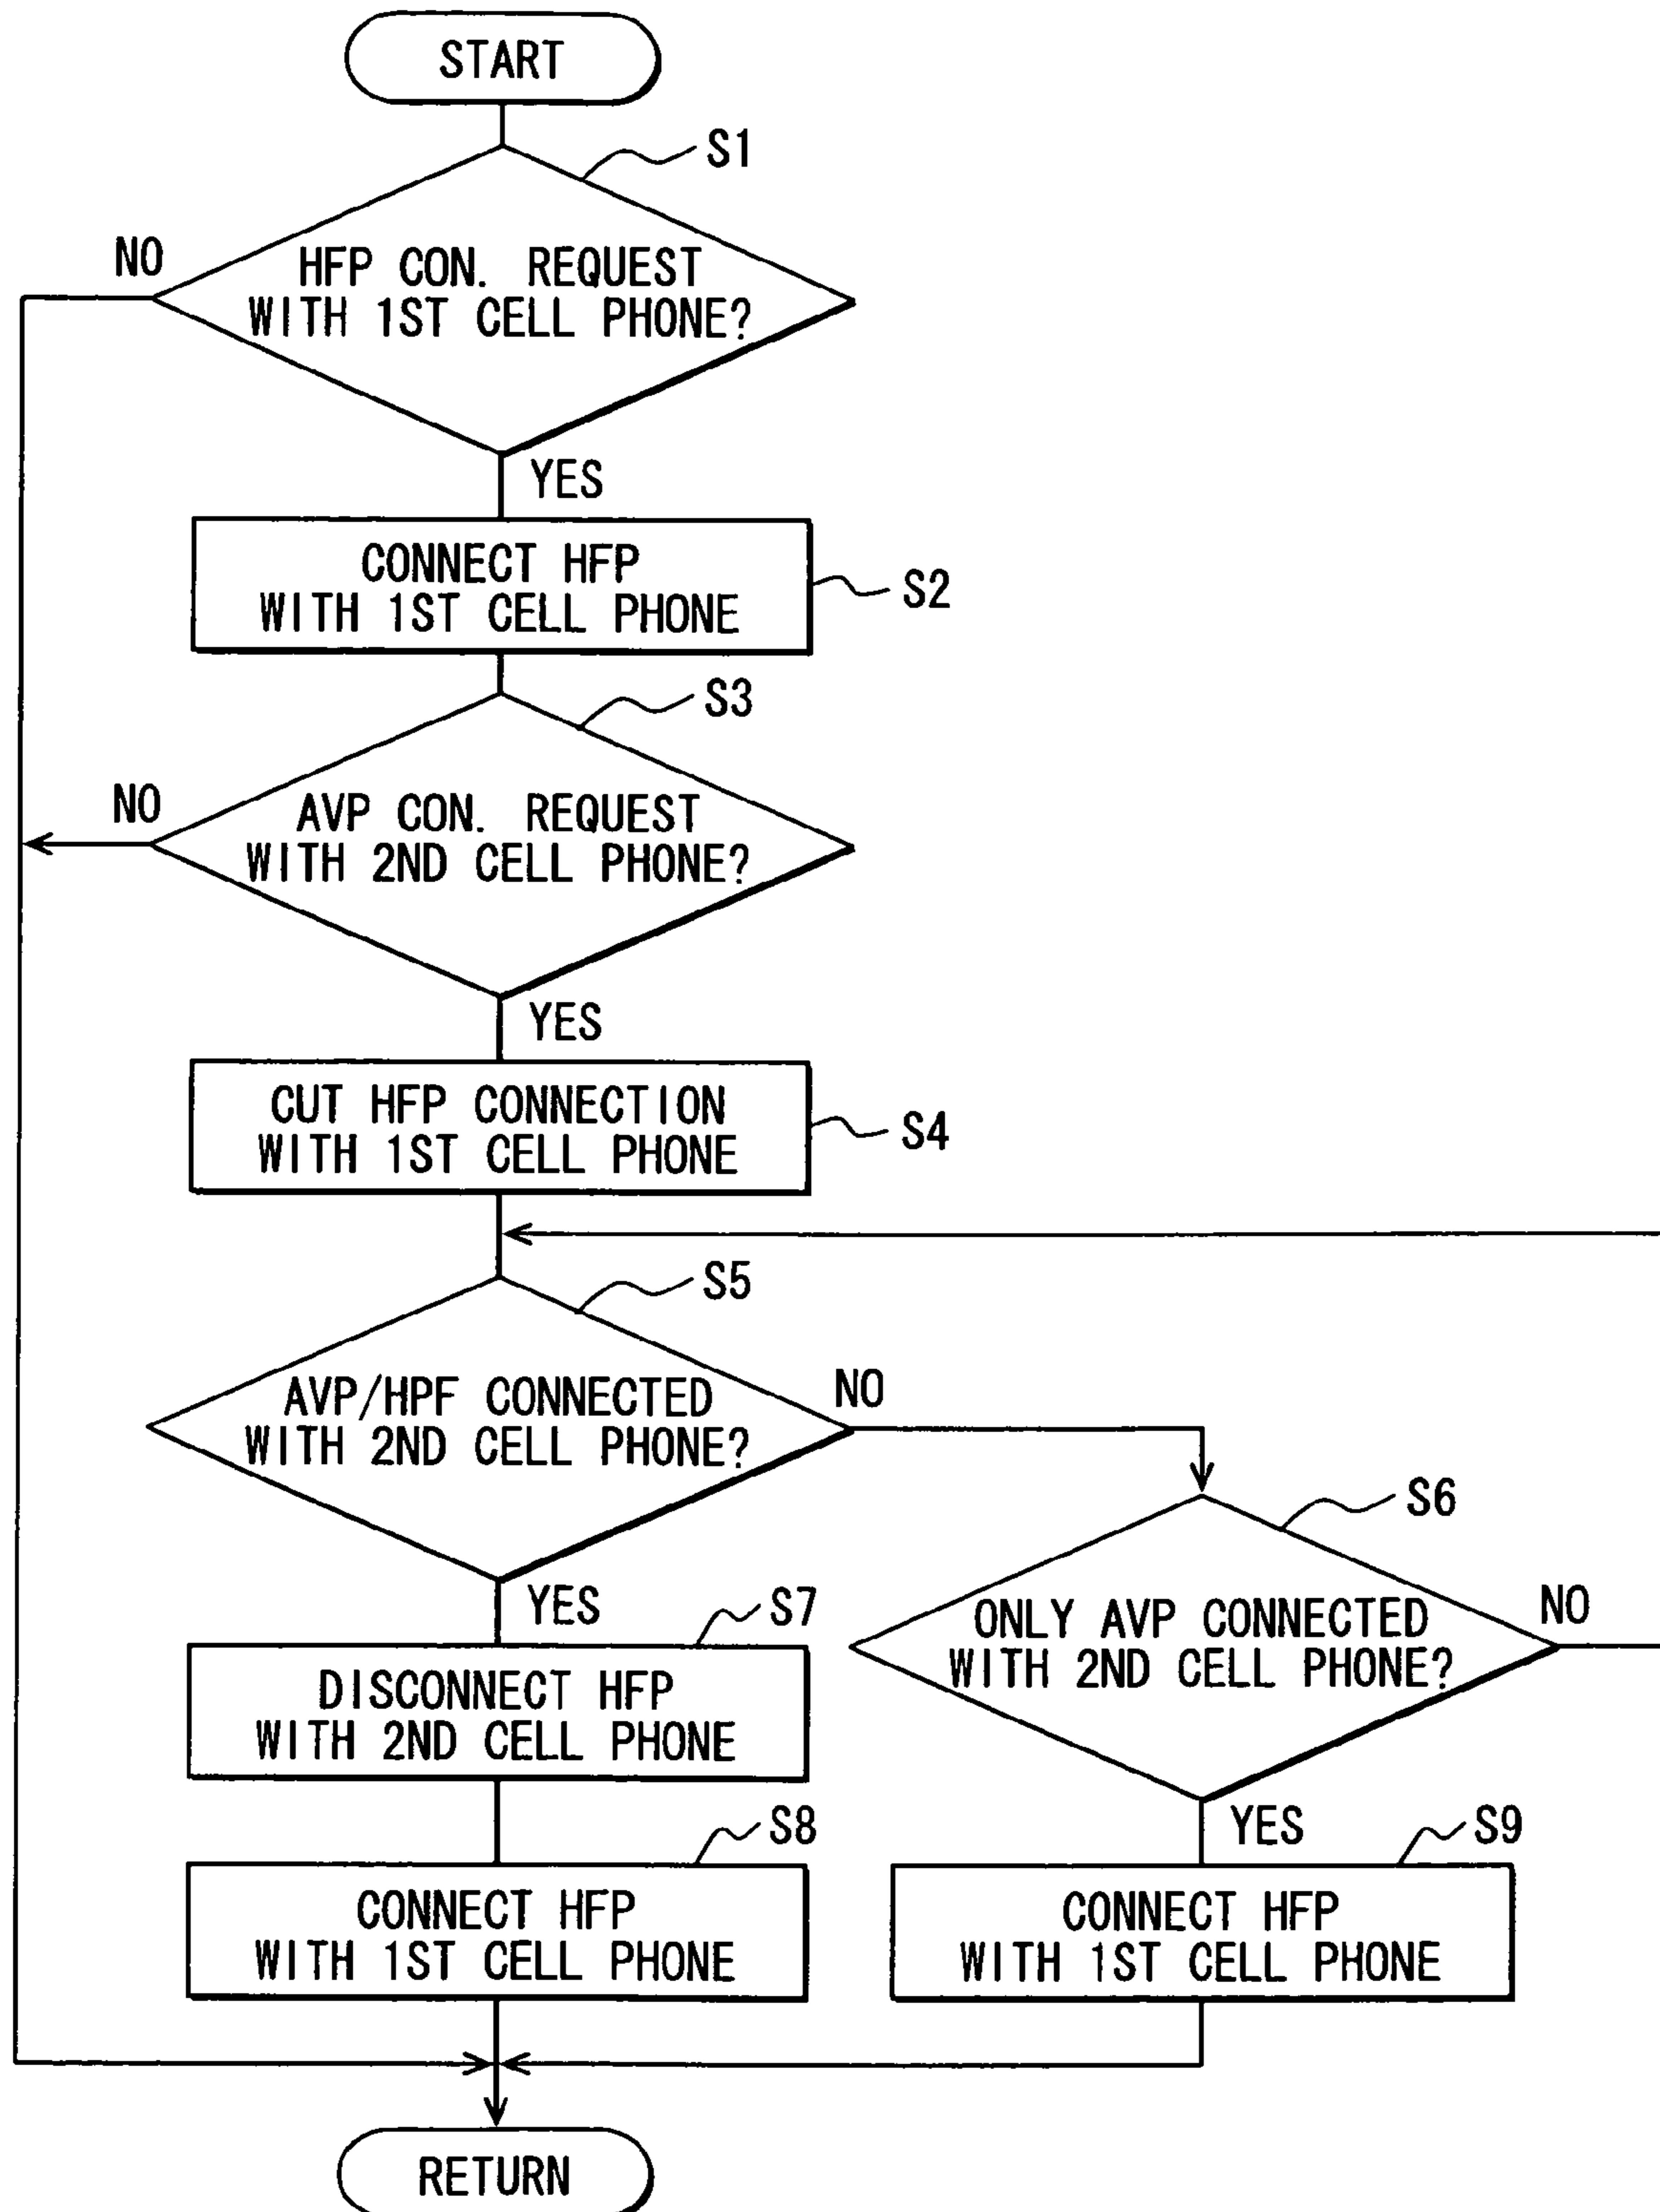 START
S1
NO
HFP CON. REQUEST
WITH 1ST CELL PHONE?
YES
CONNECT HFP
WITH 1ST CELL PHONE
S2
S3
NO
AVP CON. REQUEST
WITH 2ND CELL PHONE?
YES
CUT HFP CONNECTION
WITH 1ST CELL PHONE
S4
S5
AVP/HPF CONNECTED
WITH 2ND CELL PHONE?
NO
S6
YES
S7
ONLY AVP CONNECTED
WITH 2ND CELL PHONE?
NO
DISCONNECT HFP
WITH 2ND CELL PHONE
S8
YES
S9
CONNECT HFP
WITH 1ST CELL PHONE
CONNECT HFP
WITH 1ST CELL PHONE
RETURN